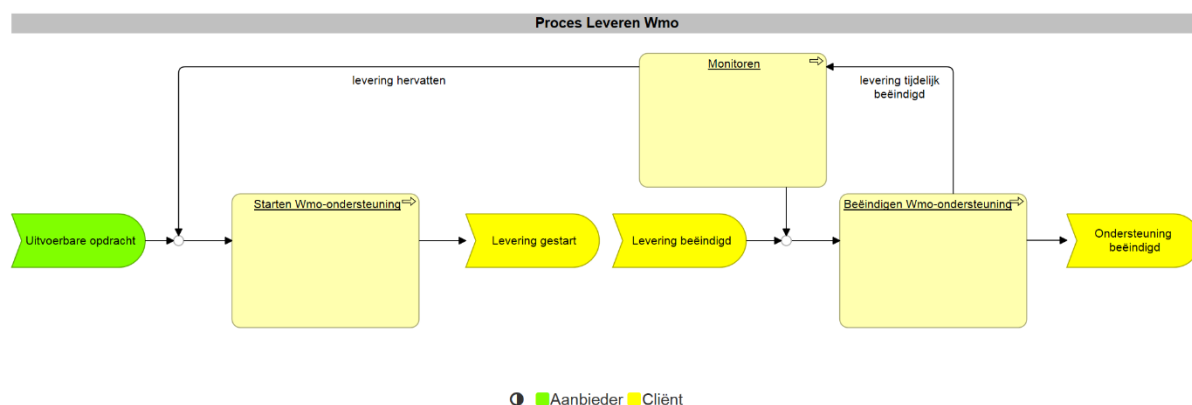 Proces Leveren Wmo
Monitoren
levering hervatten
levering tijdelijk
beëindigd
Starten Wmo-ondersteuning
Beëindigen Wmo-ondersteuning
Uitvoerbare opdracht
Levering gestart
Levering beëindigd
Ondersteuning
beëindigd
Aanbieder Cliënt